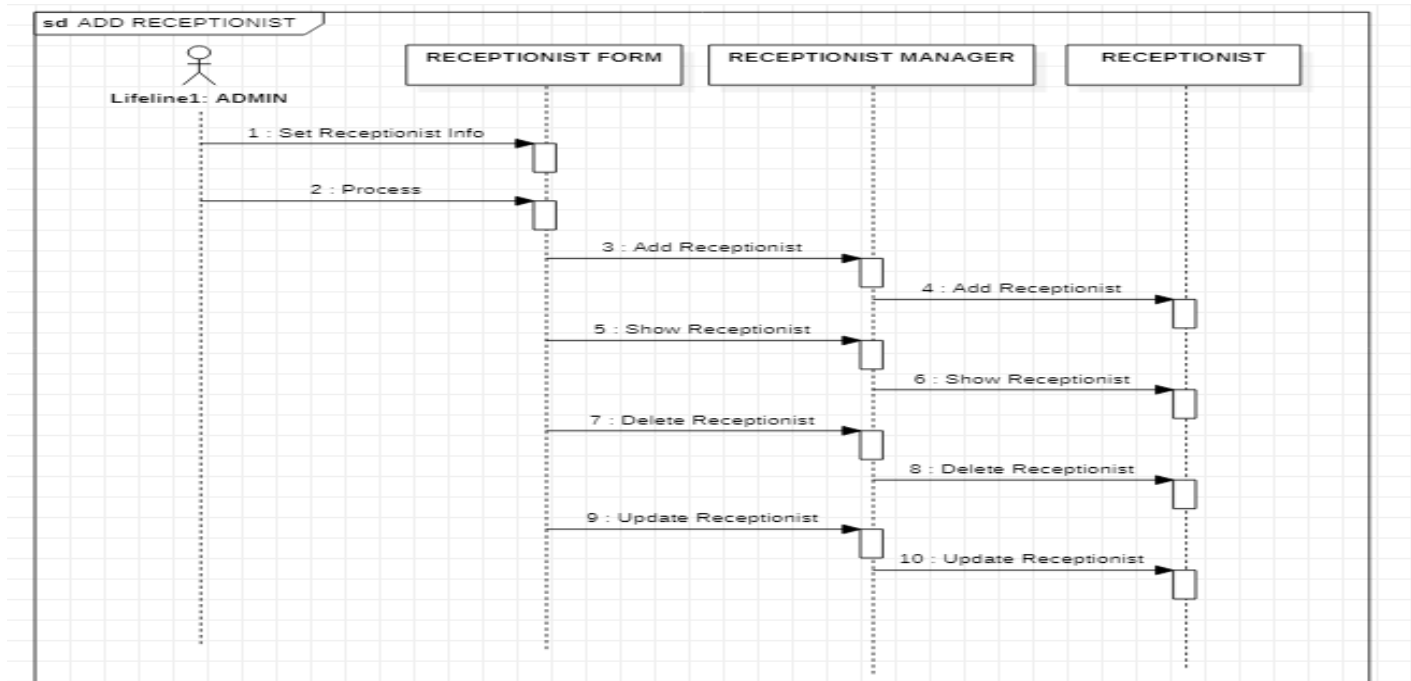 sd ADD RECEPTIONIST
RECEPTIONIST FORM
RECEPTIONIST MANAGER
RECEPTIONIST
Lifeline1: ADMIN
1 : Set Receptionist Info
2 : Process
3 : Add Receptionist
4 : Add Receptionist
5 : Show Receptionist
6 : Show Receptionist
7 : Delete Receptionist
8 : Delete Receptionist
9 : Update Receptionist
10 : Update Receptionist